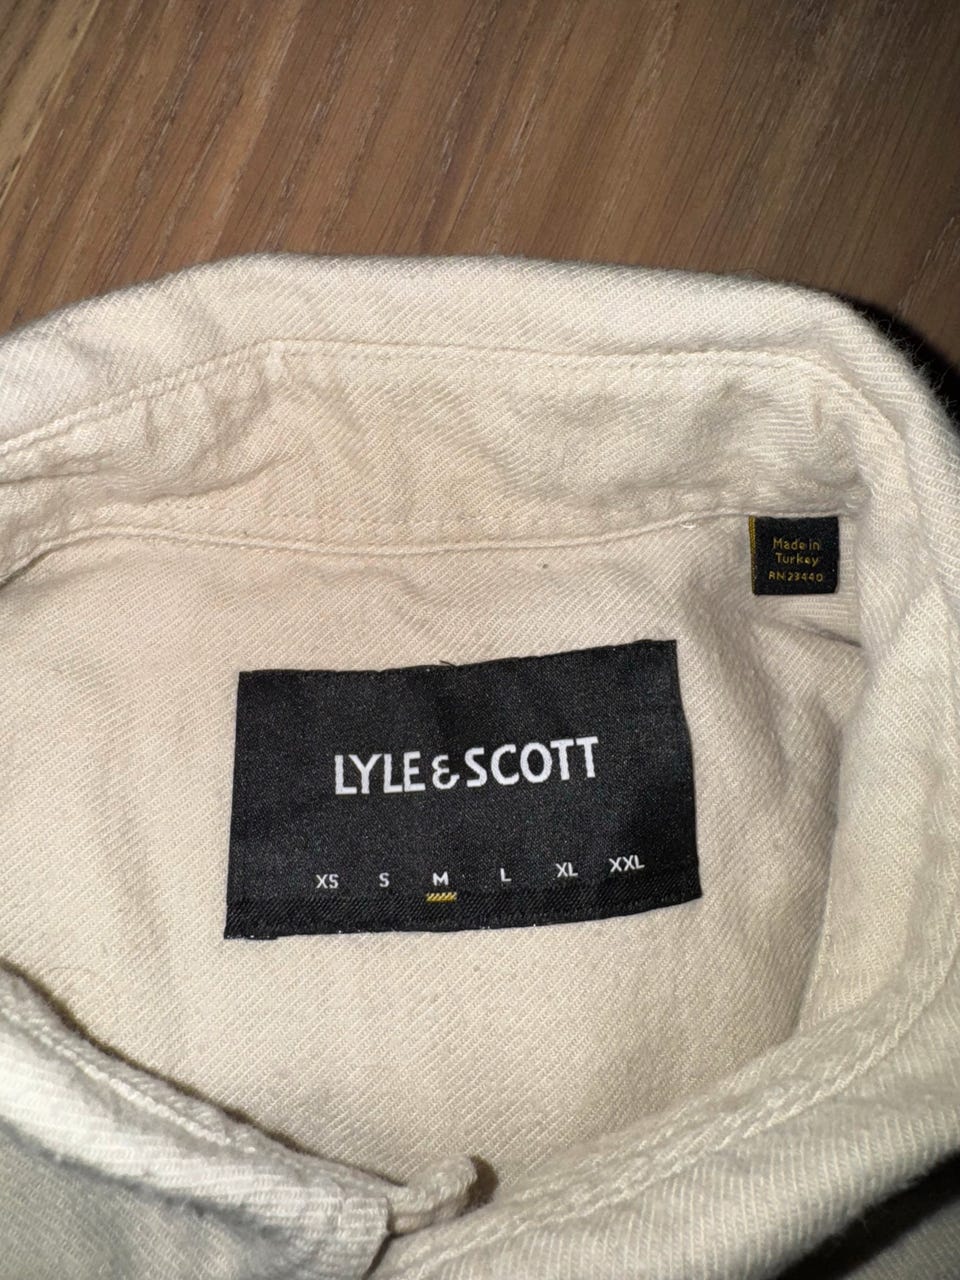 Made in
Turkey
RN 23440
LYLE & SCOTT
XS S M L XL XXL